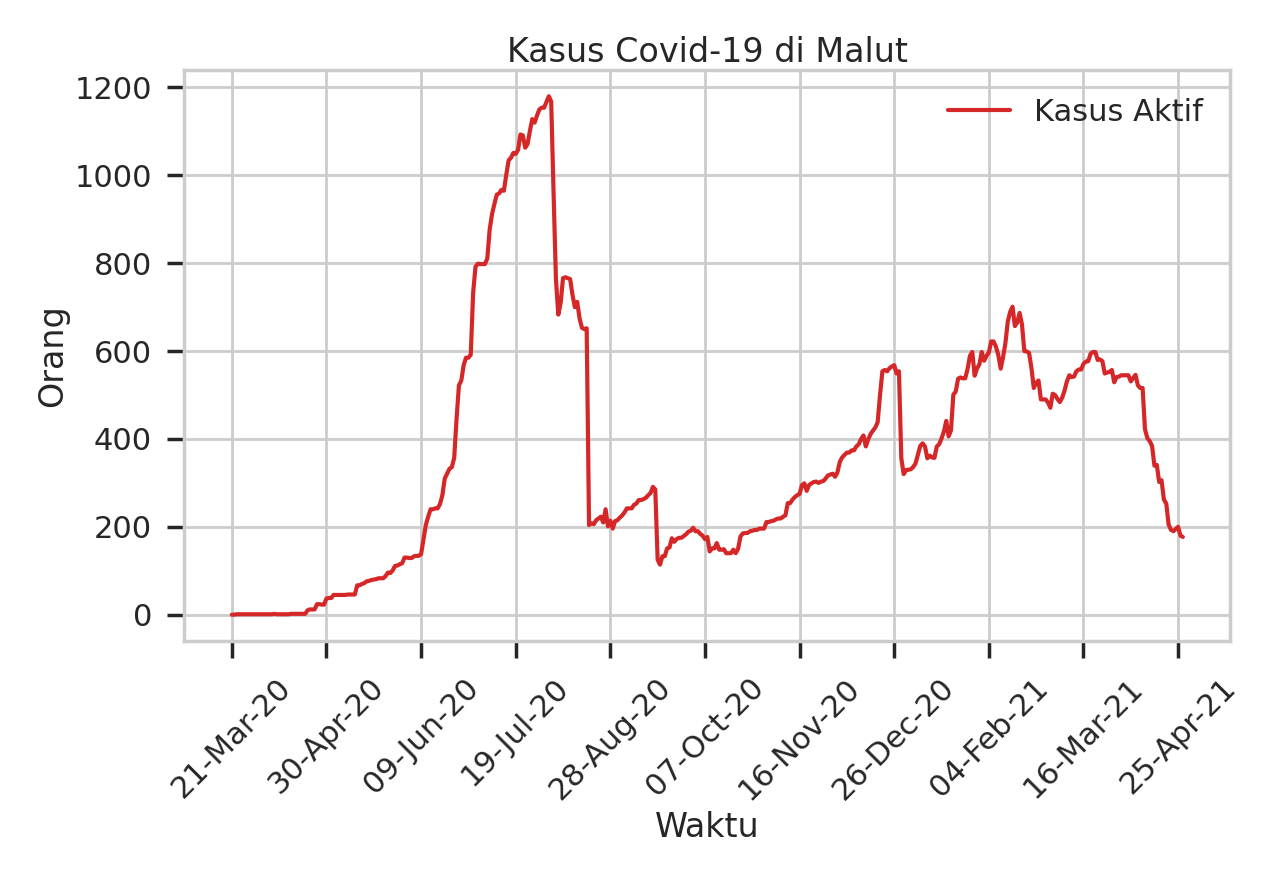 Kasus Covid-19 di Malut
Kasus Aktif
Orang
1200
1000
800
600
400
200
0
21-Mar-20
30-Apr-20
09-Jun-20
19-Jul-20
28-Aug-20
07-Oct-20
16-Nov-20
26-Dec-20
04-Feb-21
16-Mar-21
25-Apr-21
Waktu